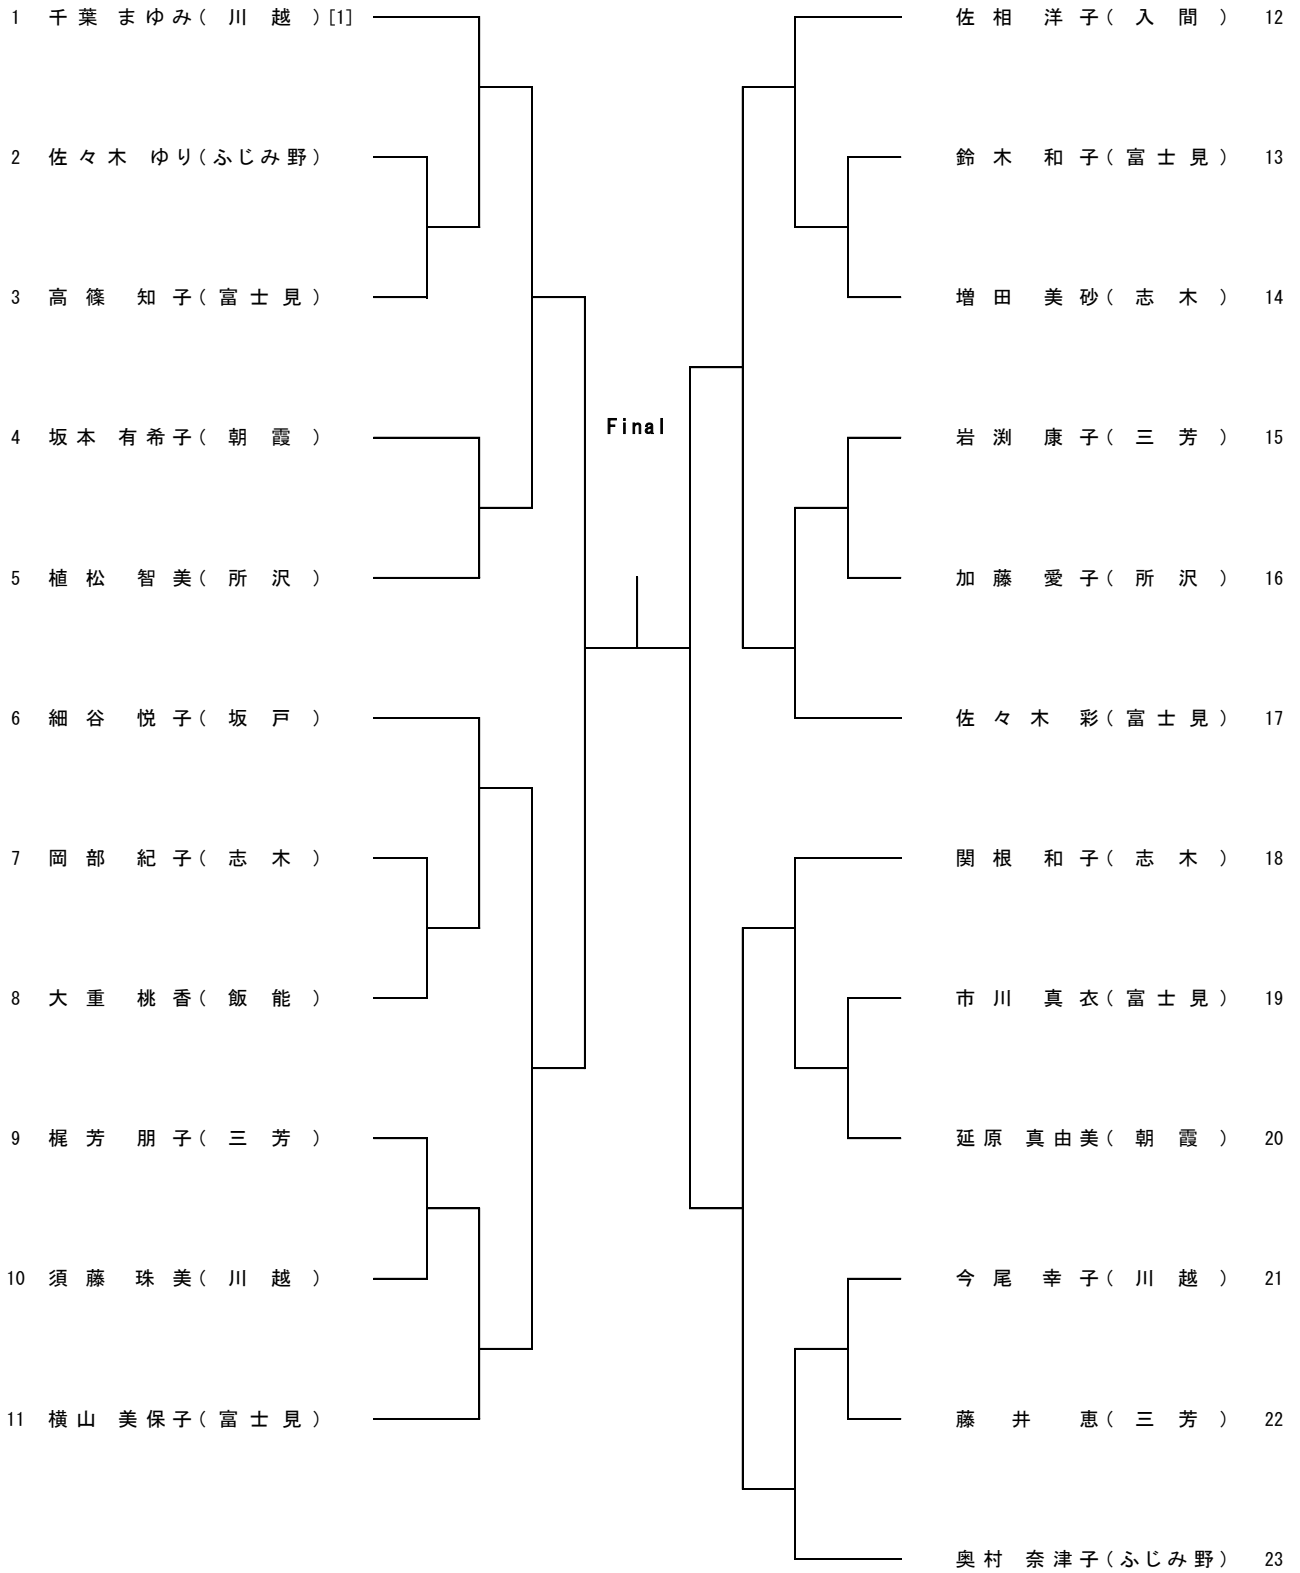 1 千葉 まゆみ(川越)[1]
2 佐々木 ゆり(ふじみ野)
3 高篠 知子(富士見)
4 坂本 有希子(朝霞)
5 植松 智美(所沢)
6 細谷 悦子(坂戸)
7 岡部 紀子(志木)
8 大重 桃香(飯能)
9 梶芳 朋子(三芳)
10 須藤 珠美(川越)
11 横山 美保子(富士見)
Final
佐相 洋子(入間) 12
鈴木 和子(富士見) 13
増田 美砂(志木) 14
岩渕 康子(三芳) 15
加藤 愛子(所沢) 16
佐々木 彩(富士見) 17
関根 和子(志木) 18
市川 真衣(富士見) 19
延原 真由美(朝霞) 20
今尾 幸子(川越) 21
藤井 恵(三芳) 22
奥村 奈津子(ふじみ野) 23